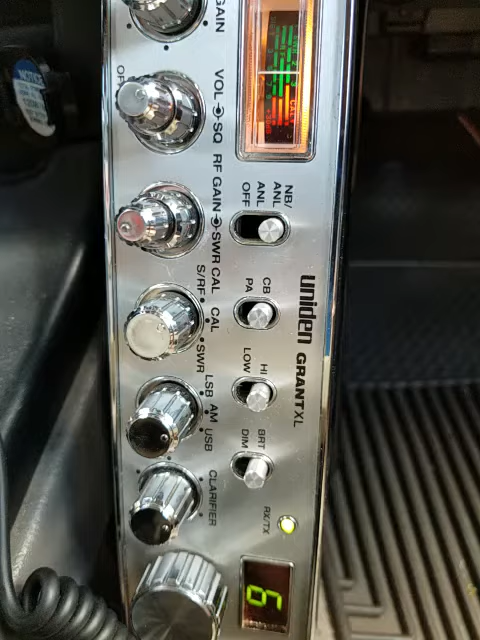 uniden GRANT XL
NB/
ANL
ANL
OFF
CB
PA
HI
LOW
BRT
DIM
RX/TX
6
GAIN
OFF
VOL SQ
RF GAIN SWR CAL
S/RF CAL SWR
LSB AM USB
CLARIFIER